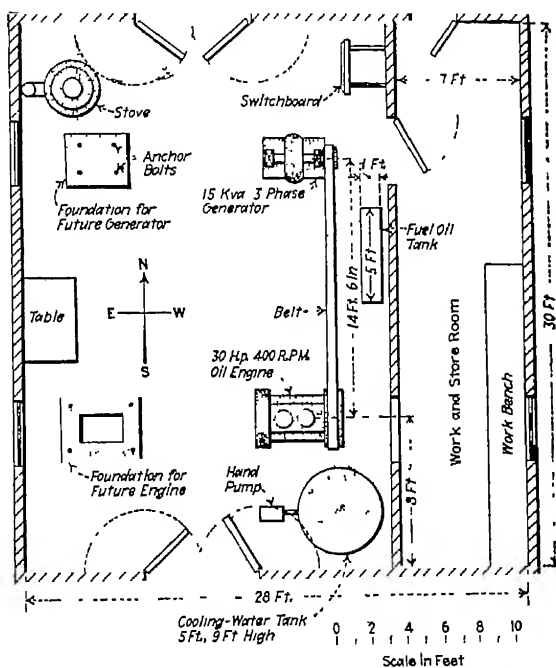 7 Ft
Switchboard
Stove
Anchor
Bolts
1 Ft.
Foundation for
Future Generator
15 Kva 3 Phase
Generator
Fuel Oil
Tank
5 Ft
14 Ft. 6 In
30 Ft
N
E
W
S
Table
Belt
30 H.p. 400 R.P.M.
Oil Engine
Work and Store Room
Work Bench
Foundation for
Future Engine
Hand
Pump
8 Ft
28 Ft.
Cooling-Water Tank
5 Ft., 9 Ft High
0 2 4 6 8 10
Scale In Feet